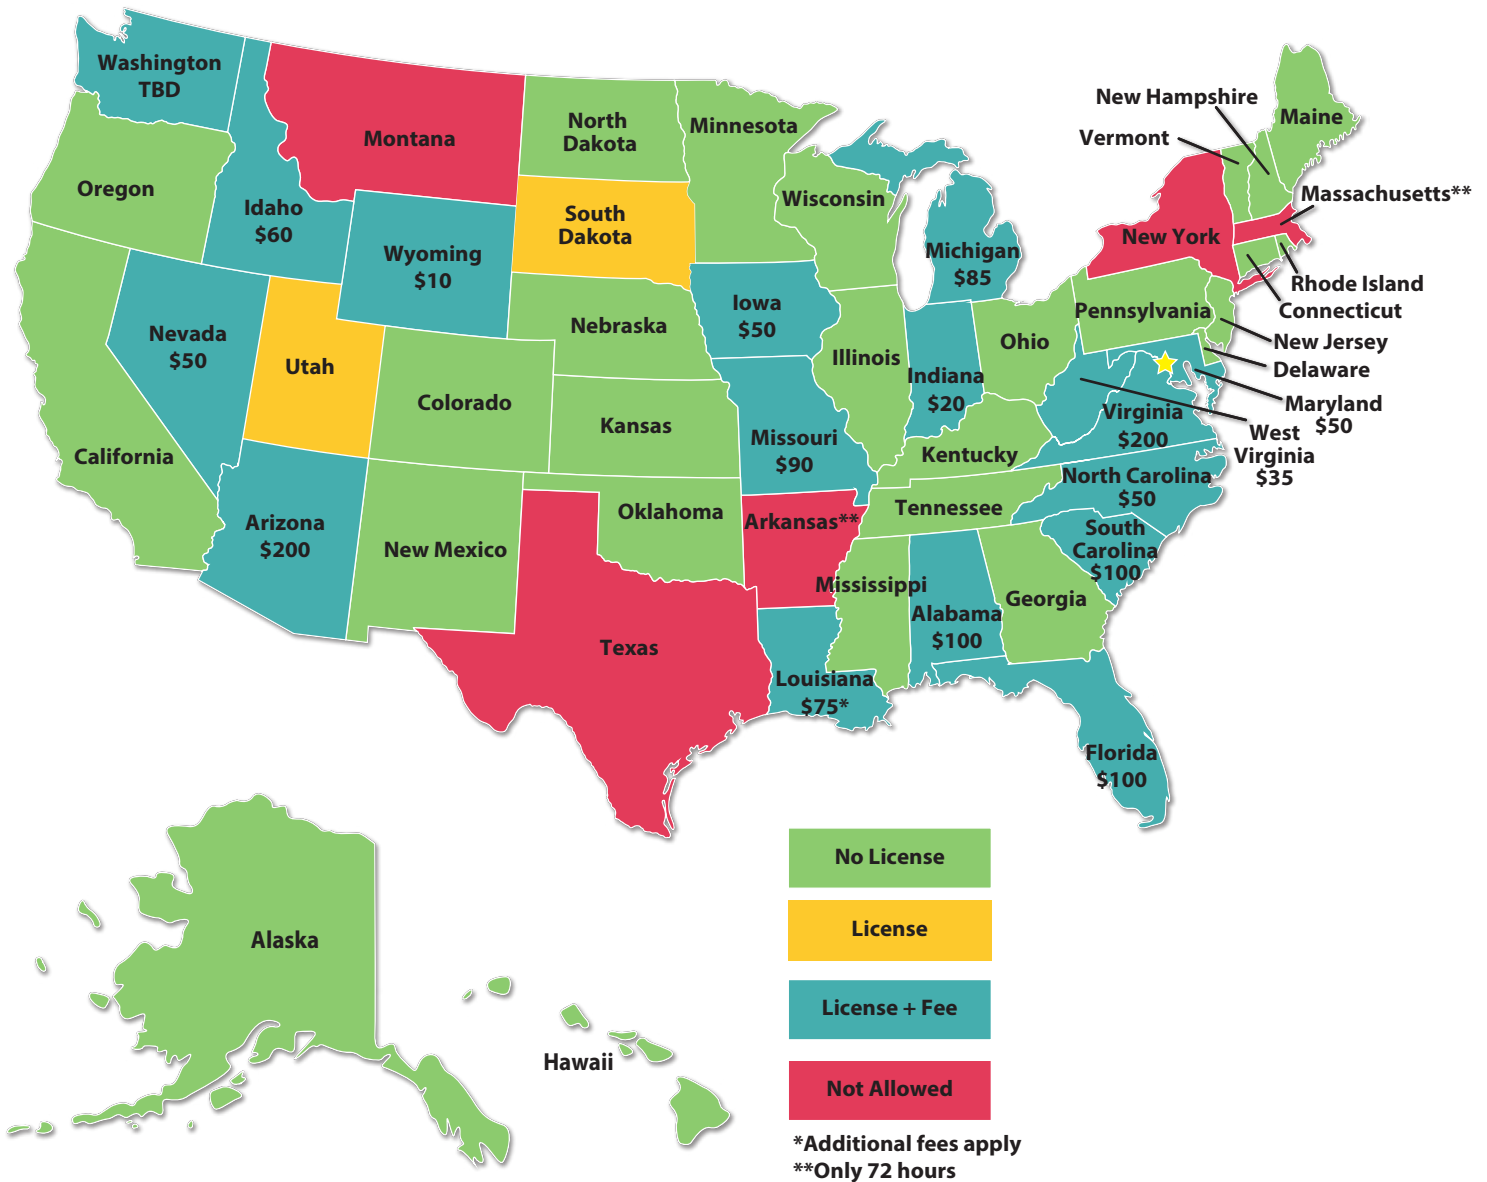 Washington
TBD
Montana
North
Dakota
Minnesota
New Hampshire
Vermont
Maine
Oregon
Idaho
$60
Wyoming
$10
South
Dakota
Wisconsin
Michigan
$85
New York
Massachusetts**
Rhode Island
Connecticut
Nevada
$50
Utah
Colorado
Nebraska
Iowa
$50
Illinois
Indiana
$20
Ohio
Pennsylvania
New Jersey
Delaware
Maryland
$50
West
Virginia
$35
Virginia
$200
California
Kansas
Missouri
$90
Kentucky
North Carolina
$50
Tennessee
South
Carolina
$100
Arizona
$200
New Mexico
Oklahoma
Arkansas**
Mississippi
Alabama
$100
Georgia
Texas
Louisiana
$75*
Florida
$100
Alaska
Hawaii
No License
License
License + Fee
Not Allowed
*Additional fees apply
**Only 72 hours